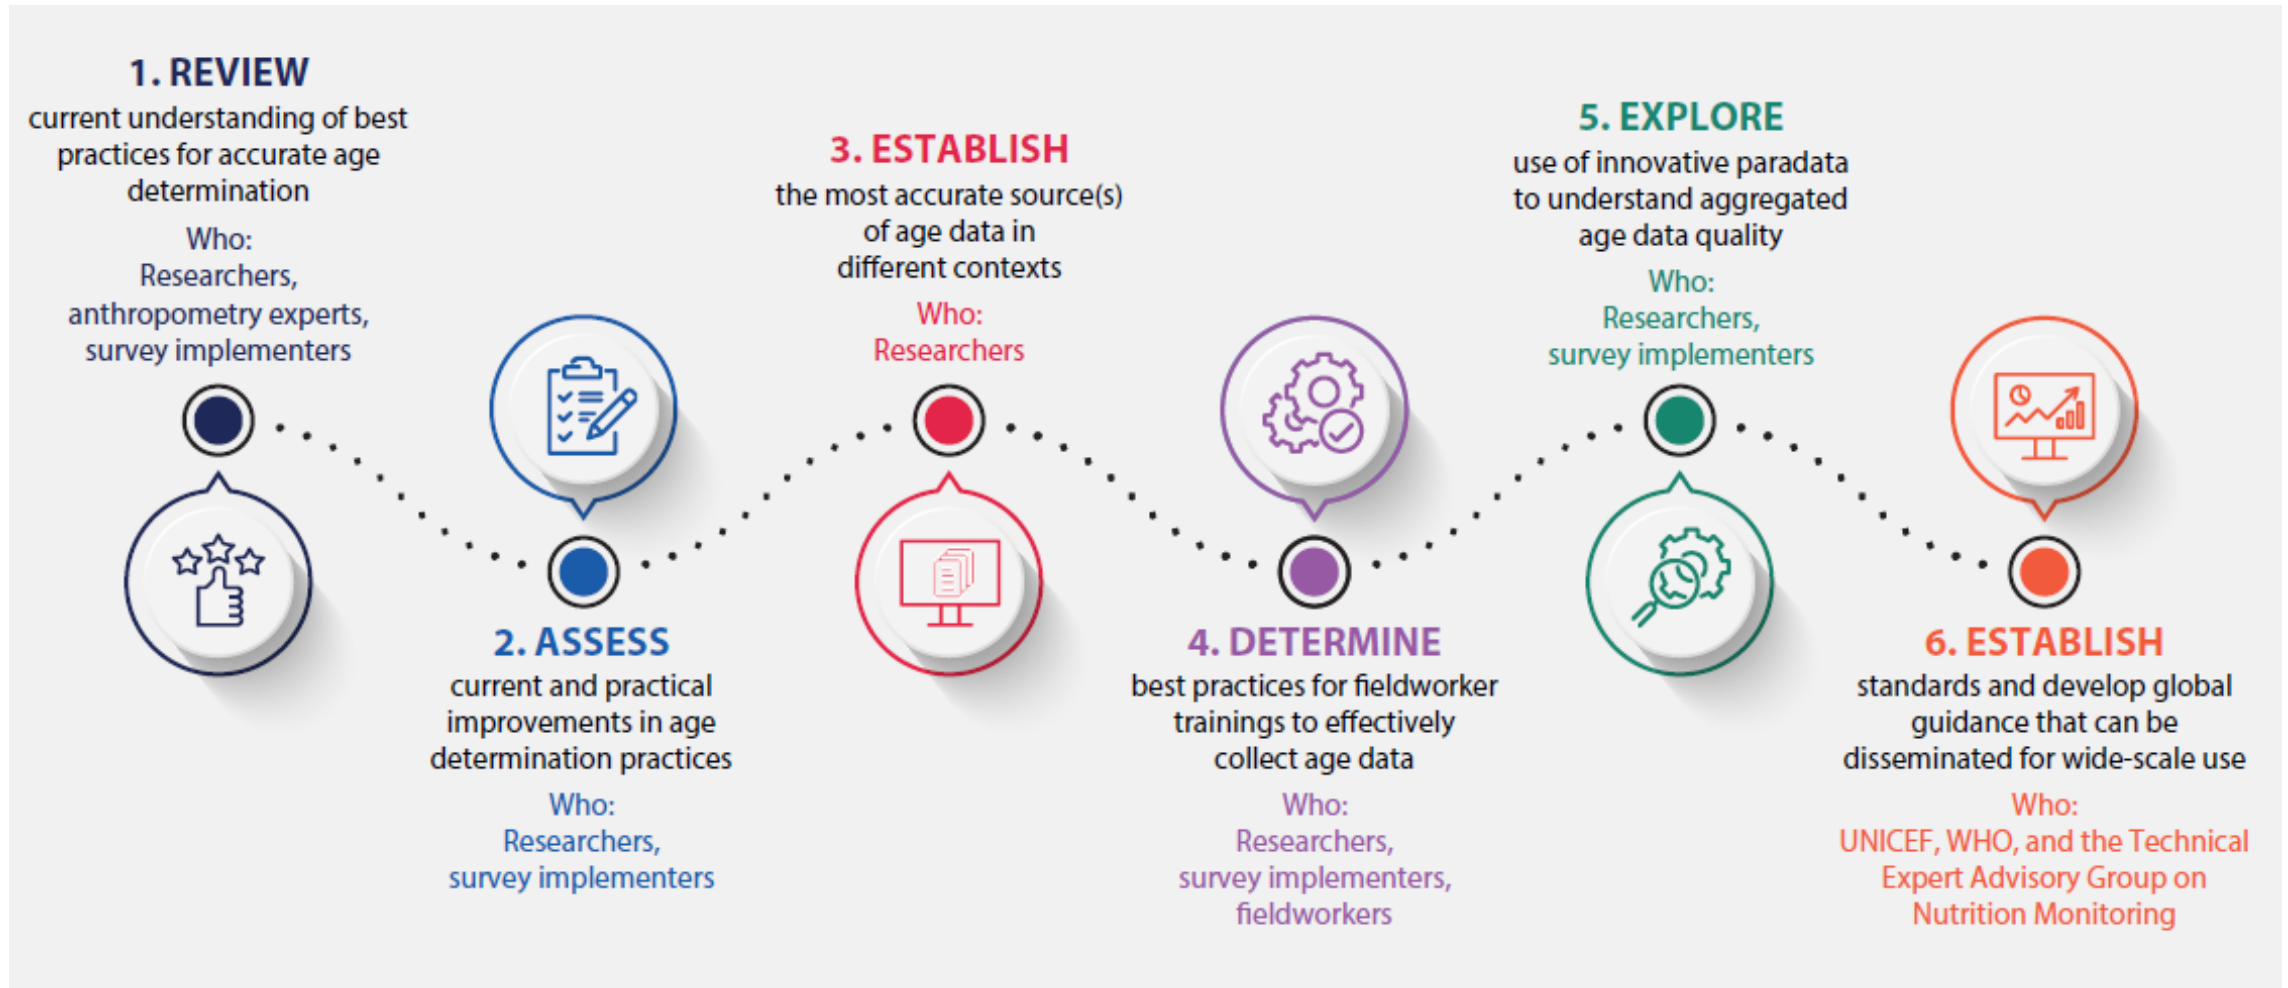 1. REVIEW
current understanding of best
practices for accurate age
determination
Who:
Researchers,
anthropometry experts,
survey implementers
2. ASSESS
current and practical
improvements in age
determination practices
Who:
Researchers,
survey implementers
3. ESTABLISH
the most accurate source(s)
of age data in
different contexts
Who:
Researchers
4. DETERMINE
best practices for fieldworker
trainings to effectively
collect age data
Who:
Researchers,
survey implementers,
fieldworkers
5. EXPLORE
use of innovative paradata
to understand aggregated
age data quality
Who:
Researchers,
survey implementers
6. ESTABLISH
standards and develop global
guidance that can be
disseminated for wide-scale use
Who:
UNICEF, WHO, and the Technical
Expert Advisory Group on
Nutrition Monitoring